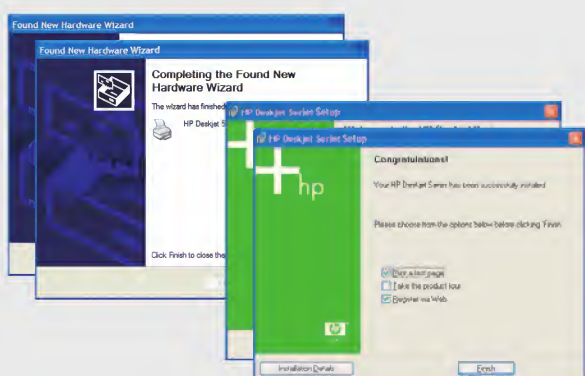 Found New Hardware Wizard
Found New Hardware Wizard
Completing the Found New
Hardware Wizard
The wizard has finished
HP Deskjet
Click Finish to close the
HP Deskjet Series Setup
HP Deskjet Series Setup
hp
Congratulations!
Your HP Deskjet Series has been successfully installed.
Please choose from the options below before clicking 'Finish'.
Print a test page
Take the product tour
Register via Web
hp
Installation Details
Finish